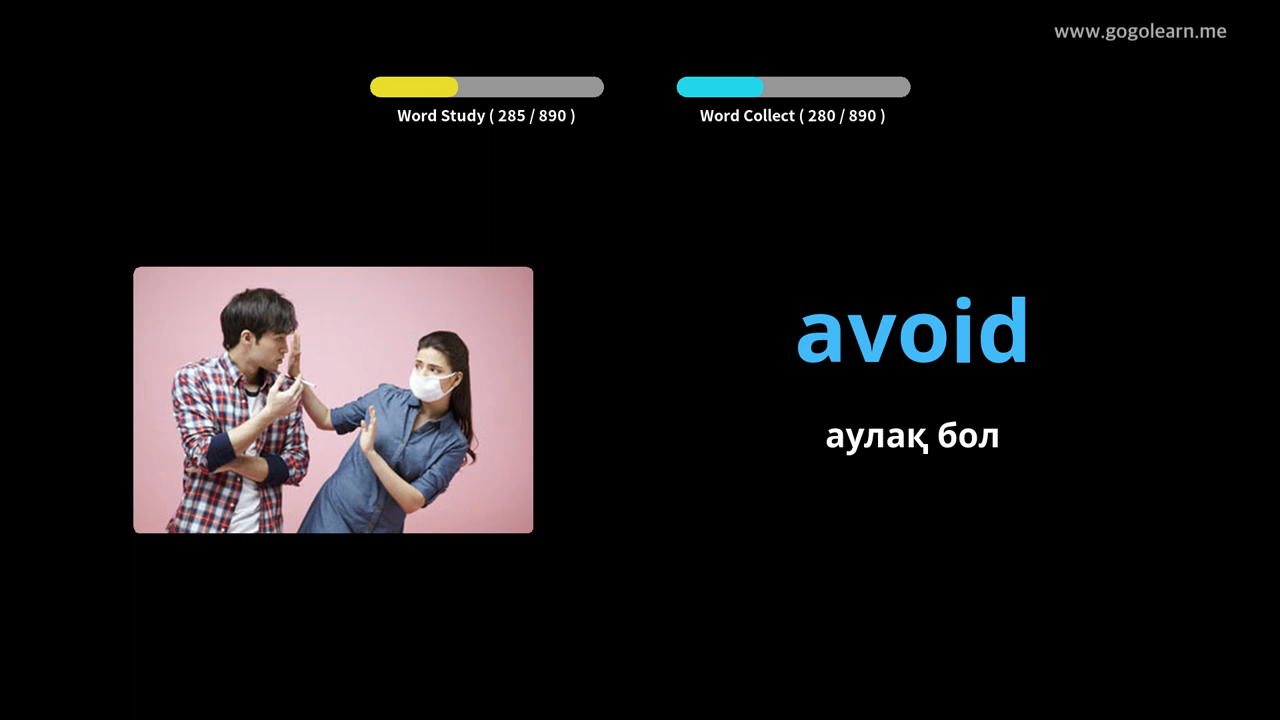 www.gogolearn.me
Word Study ( 285 / 890 )
Word Collect ( 280 / 890 )
avoid
аулақ бол